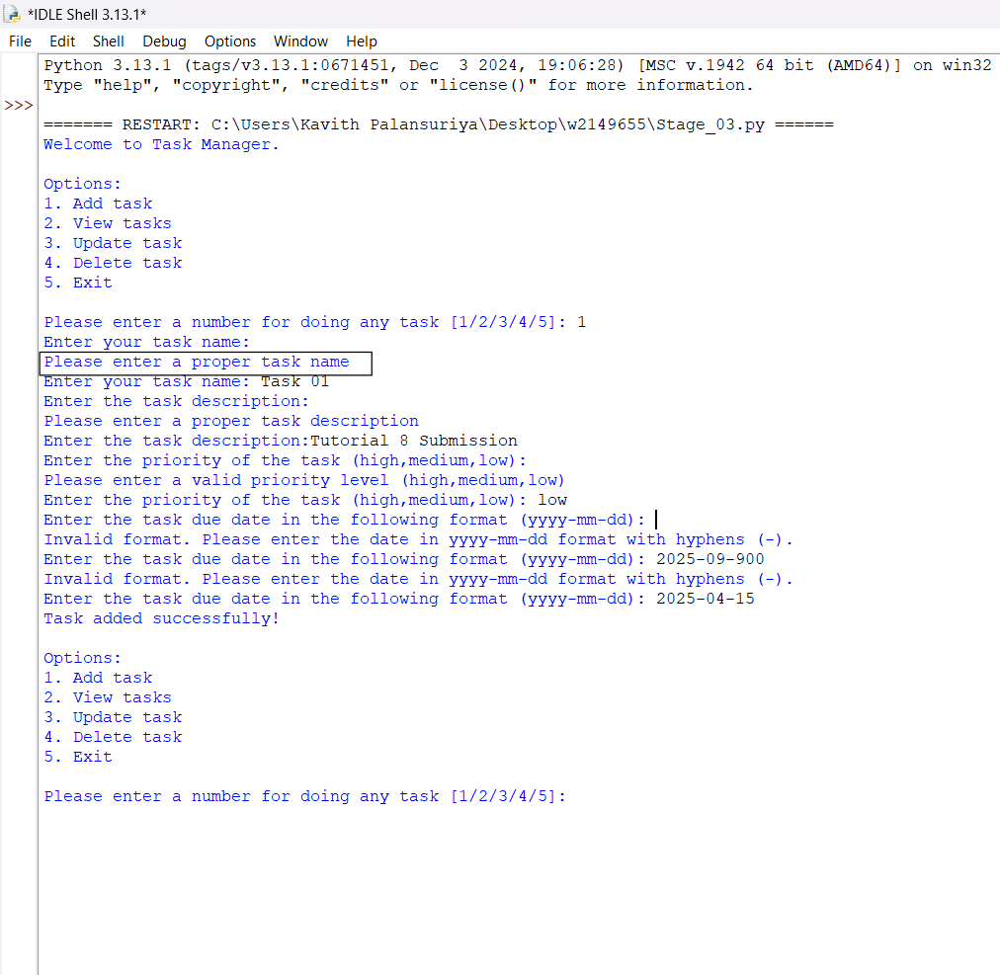 *IDLE Shell 3.13.1*
File Edit Shell Debug Options Window Help
Python 3.13.1 (tags/v3.13.1:0671451, Dec  3 2024, 19:06:28) [MSC v.1942 64 bit (AMD64)] on win32
Type "help", "copyright", "credits" or "license()" for more information.
>>>
======= RESTART: C:\Users\Kavith Palansuriya\Desktop\w2149655\Stage_03.py ======
Welcome to Task Manager.
Options:
1. Add task
2. View tasks
3. Update task
4. Delete task
5. Exit
Please enter a number for doing any task [1/2/3/4/5]: 1
Enter your task name:
Please enter a proper task name
Enter your task name: Task 01
Enter the task description:
Please enter a proper task description
Enter the task description:Tutorial 8 Submission
Enter the priority of the task (high,medium,low):
Please enter a valid priority level (high,medium,low)
Enter the priority of the task (high,medium,low): low
Enter the task due date in the following format (yyyy-mm-dd):
Invalid format. Please enter the date in yyyy-mm-dd format with hyphens (-).
Enter the task due date in the following format (yyyy-mm-dd): 2025-09-900
Invalid format. Please enter the date in yyyy-mm-dd format with hyphens (-).
Enter the task due date in the following format (yyyy-mm-dd): 2025-04-15
Task added successfully!
Options:
1. Add task
2. View tasks
3. Update task
4. Delete task
5. Exit
Please enter a number for doing any task [1/2/3/4/5]: